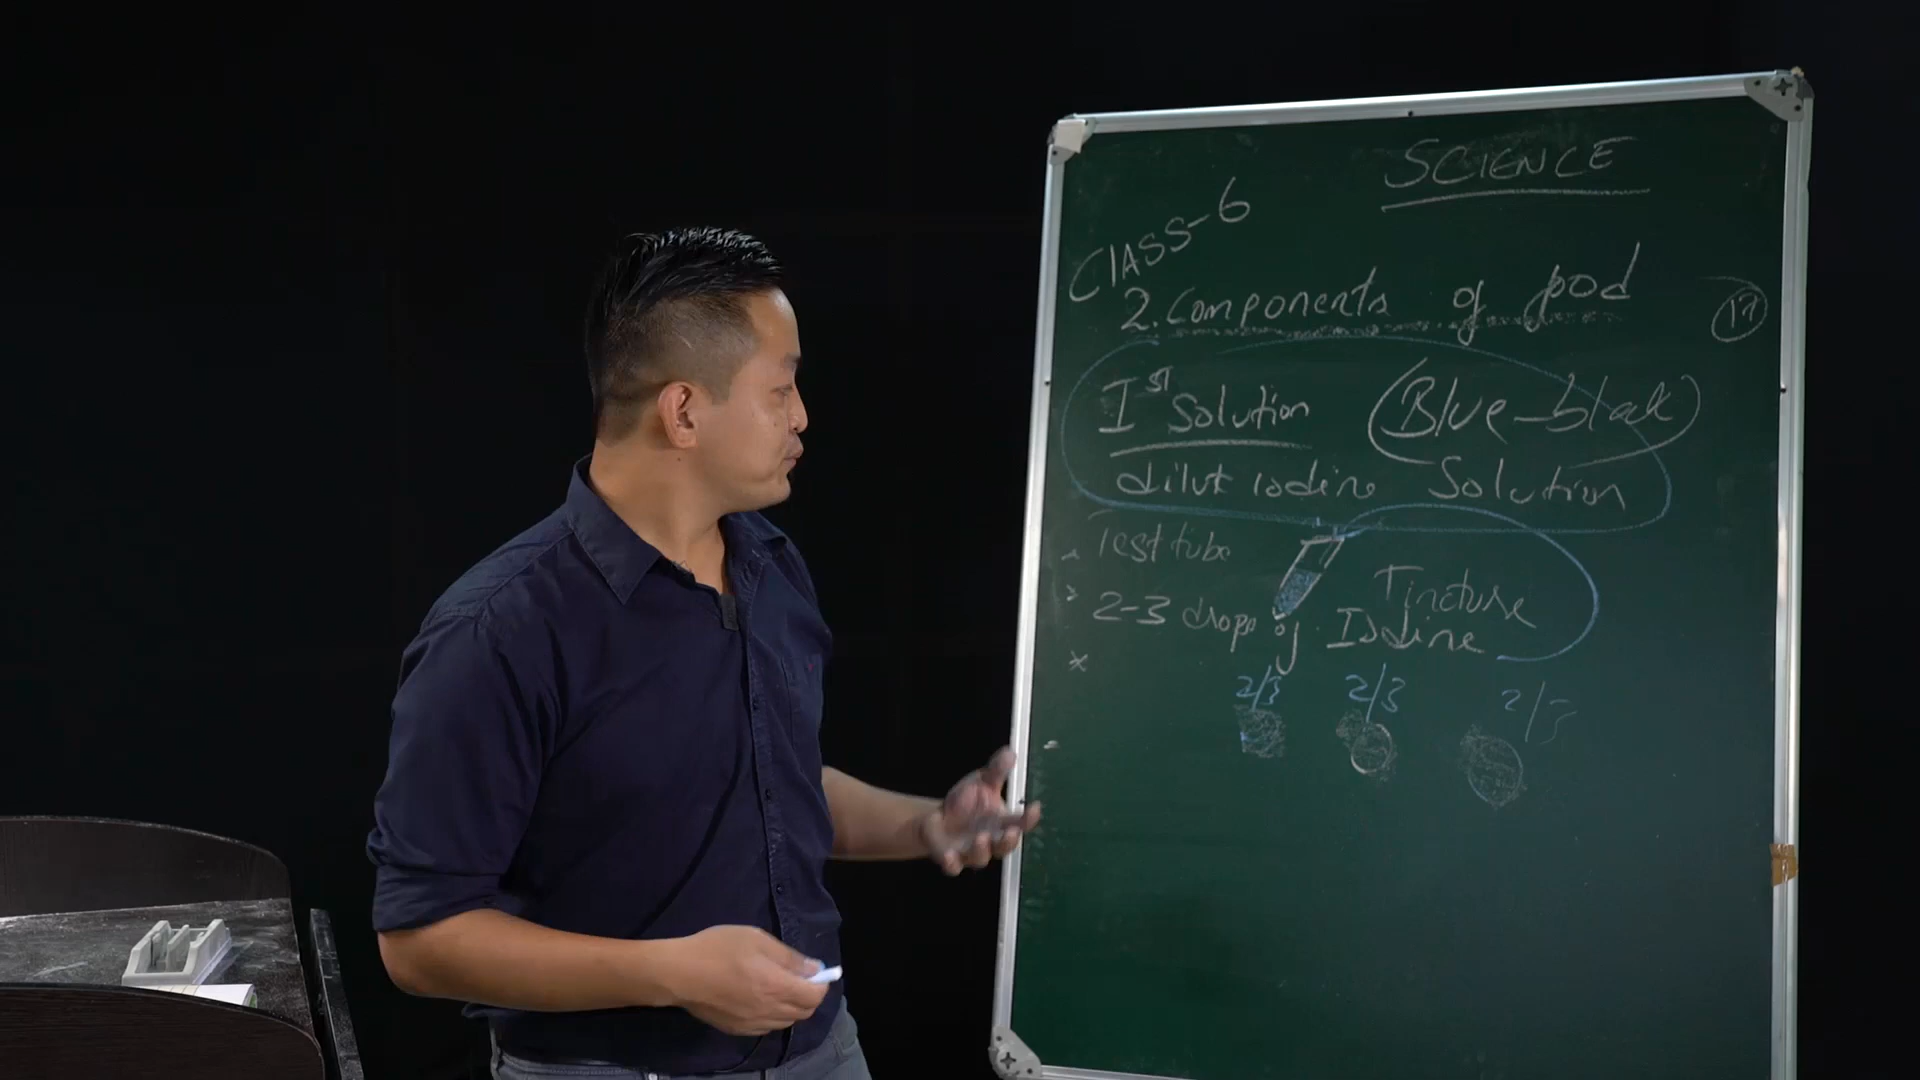 SCIENCE
CLASS-6
2. Components of food
17
Ist Solution (Blue-black)
dilute iodine Solution
Test tube
2-3 drops of Tincture
Iodine
2/3 2/3 2/3